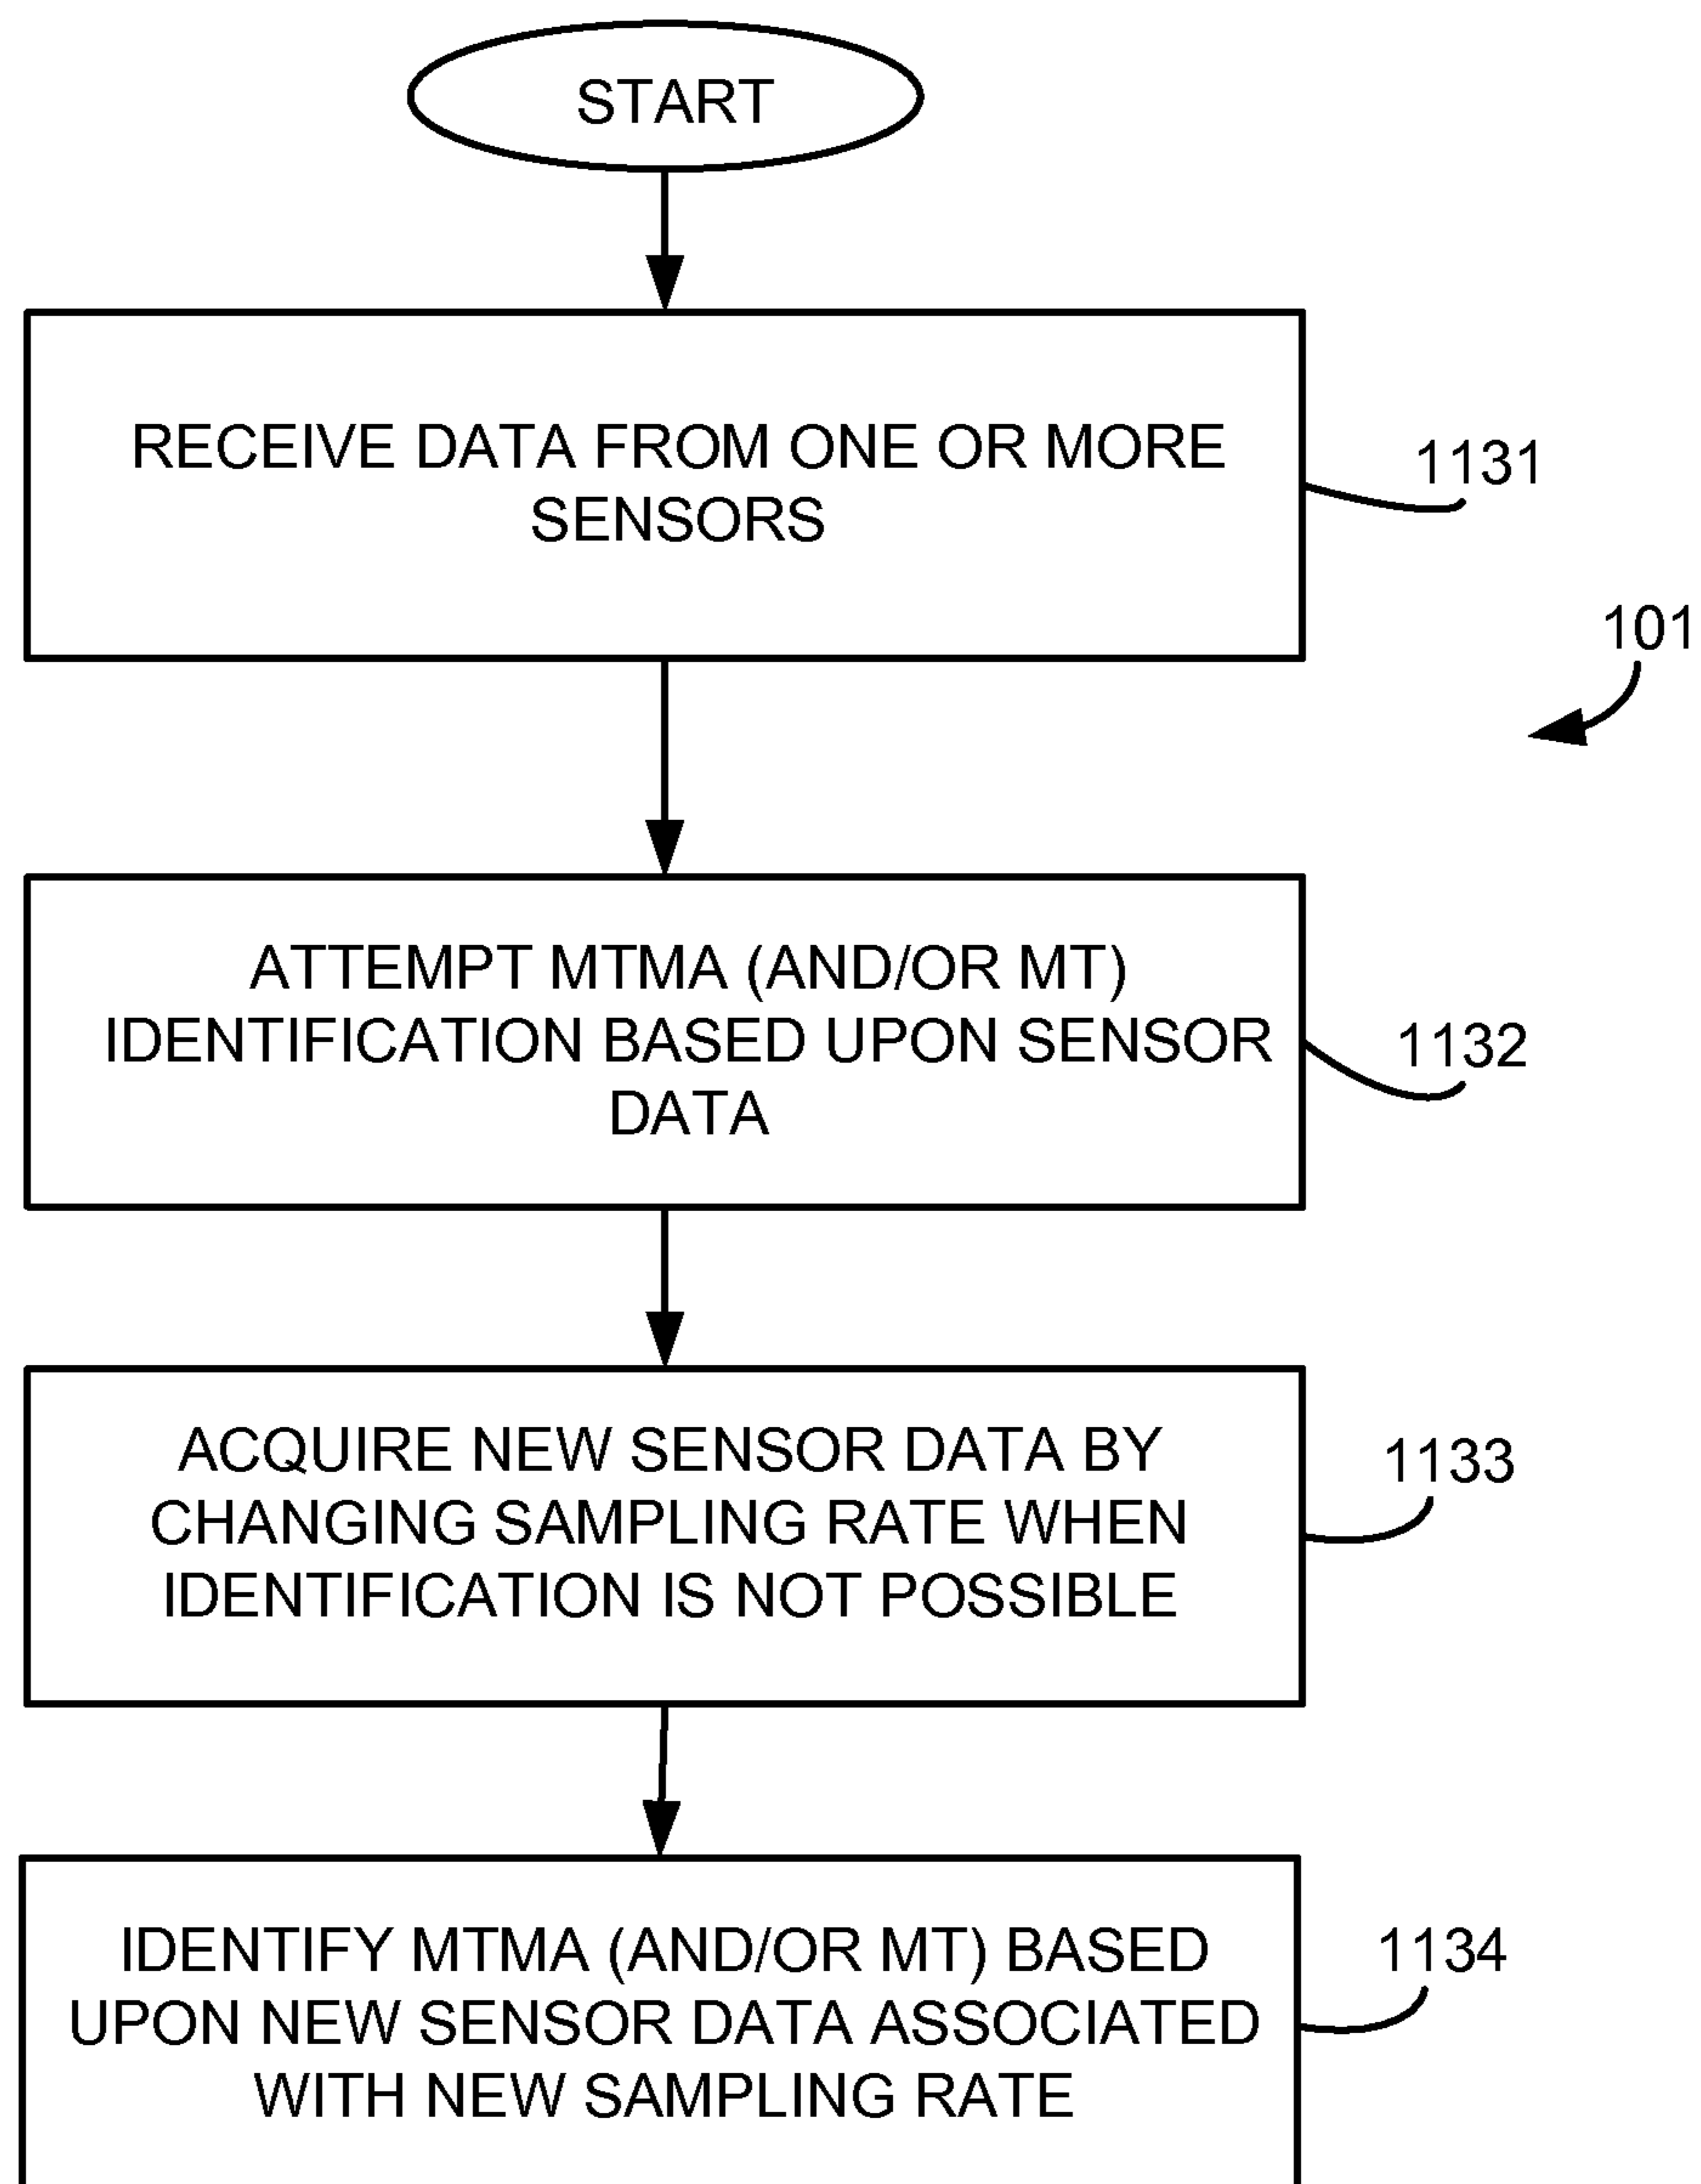 START
RECEIVE DATA FROM ONE OR MORE
SENSORS
1131
101
ATTEMPT MTMA (AND/OR MT)
IDENTIFICATION BASED UPON SENSOR
DATA
1132
ACQUIRE NEW SENSOR DATA BY
CHANGING SAMPLING RATE WHEN
IDENTIFICATION IS NOT POSSIBLE
1133
IDENTIFY MTMA (AND/OR MT) BASED
UPON NEW SENSOR DATA ASSOCIATED
WITH NEW SAMPLING RATE
1134